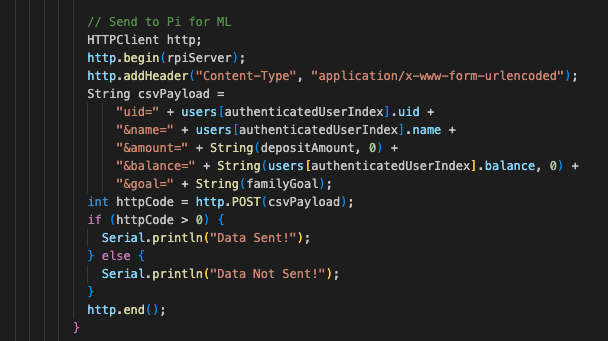 // Send to Pi for ML
HTTPClient http;
http.begin(rpiServer);
http.addHeader("Content-Type", "application/x-www-form-urlencoded");
String csvPayload =
"uid=" + users[authenticatedUserIndex].uid +
"&name=" + users[authenticatedUserIndex].name +
"&amount=" + String(depositAmount, 0) +
"&balance=" + String(users[authenticatedUserIndex].balance, 0) +
"&goal=" + String(familyGoal);
int httpCode = http.POST(csvPayload);
if (httpCode > 0) {
Serial.println("Data Sent!");
} else {
Serial.println("Data Not Sent!");
}
http.end();
}